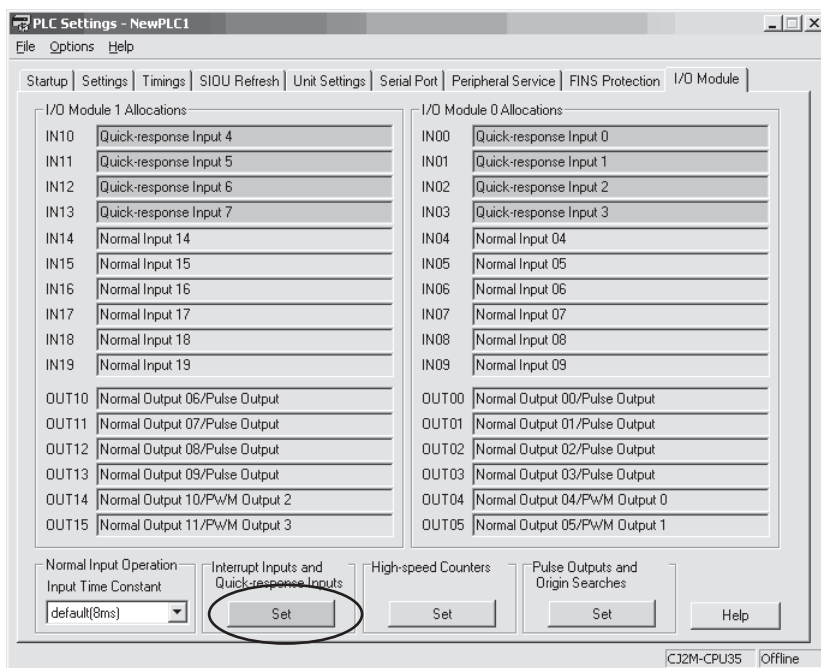 PLC Settings - NewPLC1
File Options Help
Startup Settings Timings SIOU Refresh Unit Settings Serial Port Peripheral Service FINS Protection I/O Module
I/O Module 1 Allocations
IN10 Quick-response Input 4
IN11 Quick-response Input 5
IN12 Quick-response Input 6
IN13 Quick-response Input 7
IN14 Normal Input 14
IN15 Normal Input 15
IN16 Normal Input 16
IN17 Normal Input 17
IN18 Normal Input 18
IN19 Normal Input 19
OUT10 Normal Output 06/Pulse Output
OUT11 Normal Output 07/Pulse Output
OUT12 Normal Output 08/Pulse Output
OUT13 Normal Output 09/Pulse Output
OUT14 Normal Output 10/PWM Output 2
OUT15 Normal Output 11/PWM Output 3
I/O Module 0 Allocations
IN00 Quick-response Input 0
IN01 Quick-response Input 1
IN02 Quick-response Input 2
IN03 Quick-response Input 3
IN04 Normal Input 04
IN05 Normal Input 05
IN06 Normal Input 06
IN07 Normal Input 07
IN08 Normal Input 08
IN09 Normal Input 09
OUT00 Normal Output 00/Pulse Output
OUT01 Normal Output 01/Pulse Output
OUT02 Normal Output 02/Pulse Output
OUT03 Normal Output 03/Pulse Output
OUT04 Normal Output 04/PWM Output 0
OUT05 Normal Output 05/PWM Output 1
Normal Input Operation
Input Time Constant
default(8ms)
Interrupt Inputs and
Quick-response Inputs
Set
High-speed Counters
Set
Pulse Outputs and
Origin Searches
Set
Help
CJ2M-CPU35 Offline